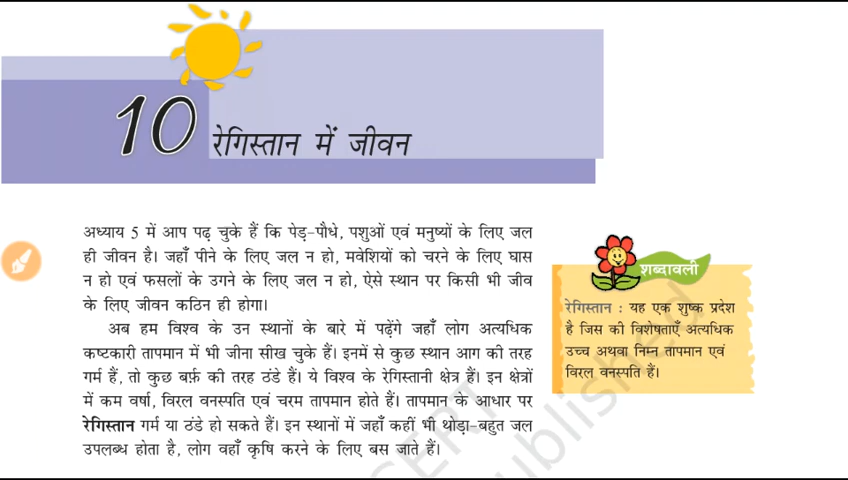 10 रेगिस्तान में जीवन
अध्याय 5 में आप पढ़ चुके हैं कि पेड़-पौधे, पशुओं एवं मनुष्यों के लिए जल
ही जीवन है। जहाँ पीने के लिए जल न हो, मवेशियों को चरने के लिए घास
न हो एवं फसलों के उगने के लिए जल न हो, ऐसे स्थान पर किसी भी जीव
के लिए जीवन कठिन ही होगा।
अब हम विश्व के उन स्थानों के बारे में पढ़ेंगे जहाँ लोग अत्यधिक
कष्टकारी तापमान में भी जीना सीख चुके हैं। इनमें से कुछ स्थान आग की तरह
गर्म हैं, तो कुछ बर्फ़ की तरह ठंडे हैं। ये विश्व के रेगिस्तानी क्षेत्र हैं। इन क्षेत्रों
में कम वर्षा, विरल वनस्पति एवं चरम तापमान होते हैं। तापमान के आधार पर
रेगिस्तान गर्म या ठंडे हो सकते हैं। इन स्थानों में जहाँ कहीं भी थोड़ा-बहुत जल
उपलब्ध होता है, लोग वहाँ कृषि करने के लिए बस जाते हैं।
शब्दावली
रेगिस्तान : यह एक शुष्क प्रदेश
है जिस की विशेषताएँ अत्यधिक
उच्च अथवा निम्न तापमान एवं
विरल वनस्पति हैं।